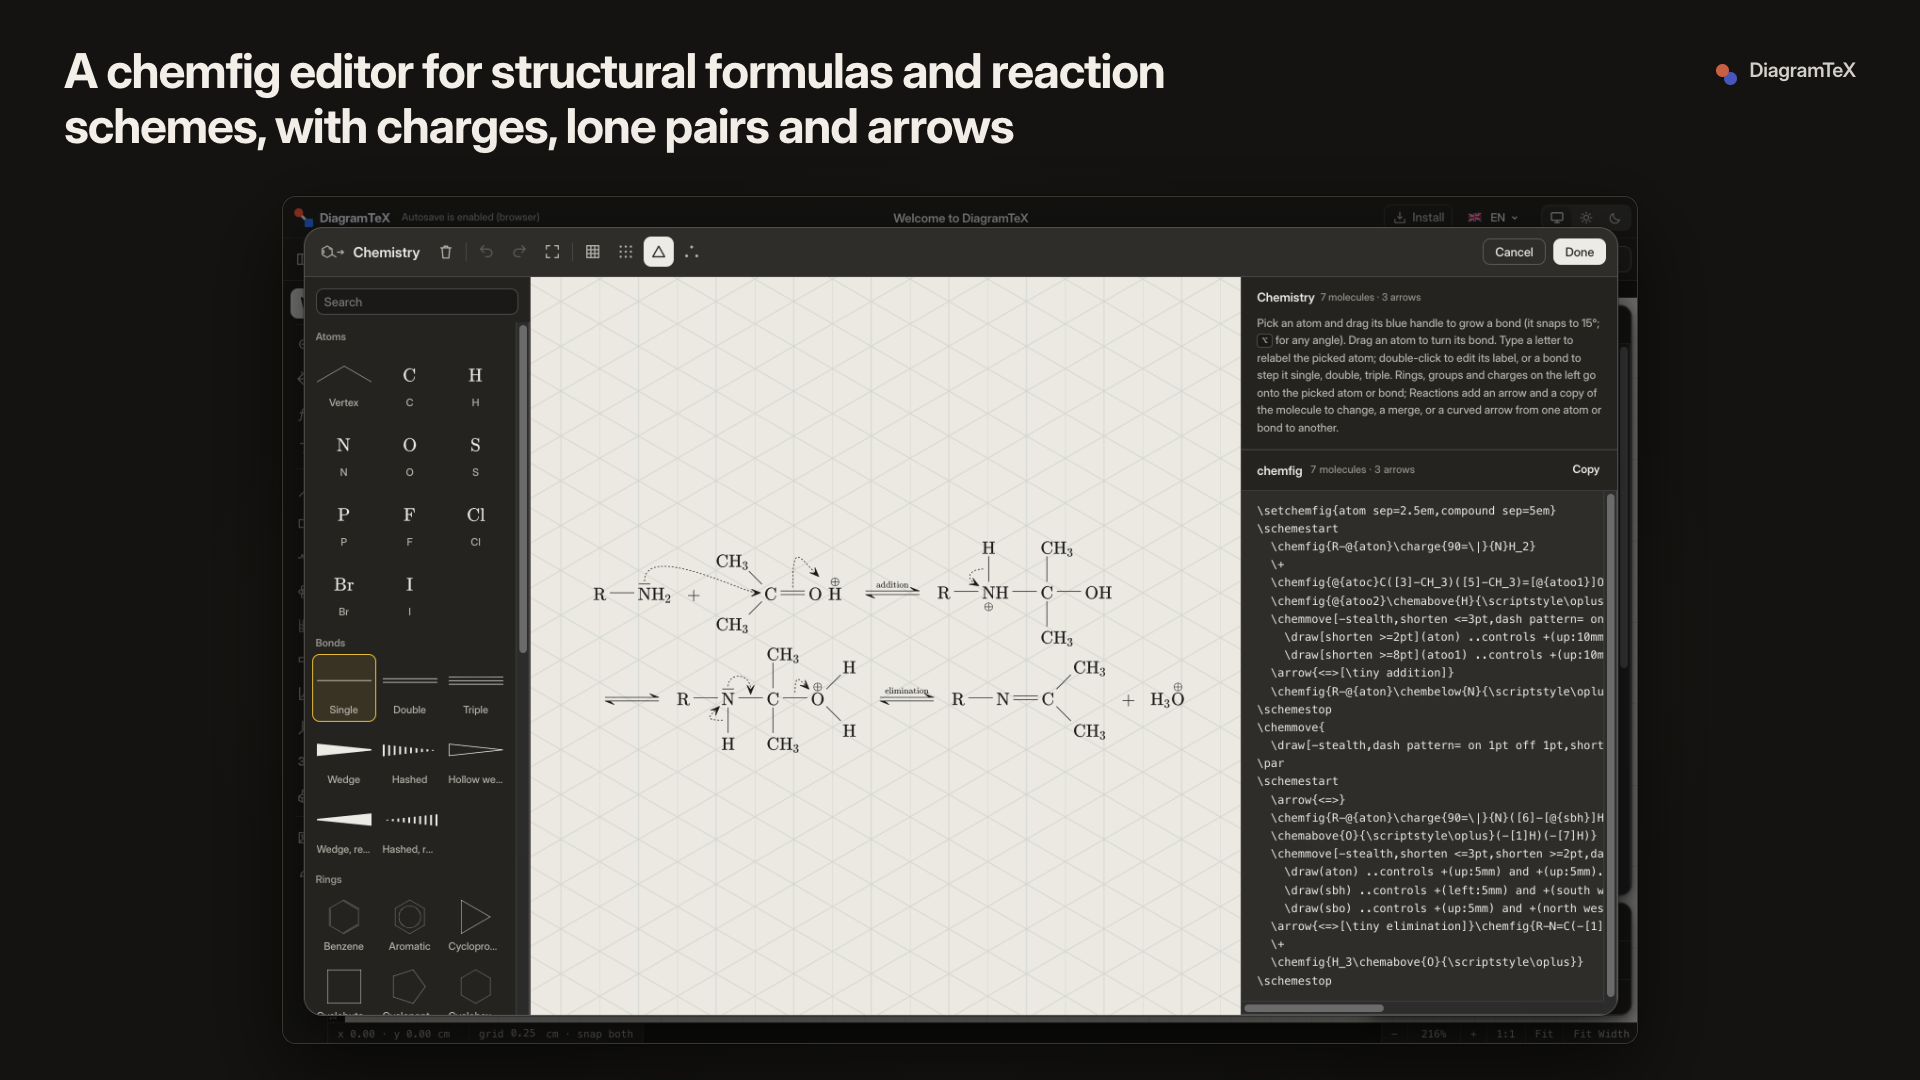 A chemfig editor for structural formulas and reaction
schemes, with charges, lone pairs and arrows
DiagramTeX
DiagramTeX Autosave is enabled (browser)
Welcome to DiagramTeX
Install
EN
Chemistry
Cancel
Done
Search
Atoms
C H
Vertex C H
N O S
N O S
P F Cl
P F Cl
Br I
Br I
Bonds
Single Double Triple
Wedge Hashed Hollow we...
Wedge, re... Hashed, r...
Rings
Benzene Aromatic Cyclopro...
H CH₃
CH₃
R NH₂ + C O H ⊕ addition R NH C OH
⊕
CH₃ CH₃
CH₃ H CH₃
R N C O ⊕ elimination R N C + H₃O ⊕
H CH₃ H CH₃
Chemistry 7 molecules · 3 arrows
Pick an atom and drag its blue handle to grow a bond (it snaps to 15°;
⌥ for any angle). Drag an atom to turn its bond. Type a letter to
relabel the picked atom; double-click to edit its label, or a bond to
step it single, double, triple. Rings, groups and charges on the left go
onto the picked atom or bond; Reactions add an arrow and a copy of
the molecule to change, a merge, or a curved arrow from one atom or
bond to another.
chemfig 7 molecules · 3 arrows
Copy
\setchemfig{atom sep=2.5em,compound sep=5em}
\schemestart
\chemfig{R-@{aton}\charge{90=\|}{N}H_2}
\+
\chemfig{@{atoc}C([3]-CH_3)([5]-CH_3)=[@{atoo1}]O
\chemfig{@{atoo2}\chemabove{H}{\scriptstyle\oplus
\chemmove[-stealth,shorten <=3pt,dash pattern= on
\draw[shorten >=2pt](aton) ..controls +(up:10mm
\draw[shorten >=8pt](atoo1) ..controls +(up:10m
\arrow{<=>[\tiny addition]}
\chemfig{R-@{aton}\chembelow{N}{\scriptstyle\oplu
\schemestop
\chemmove{
\draw[-stealth,dash pattern= on 1pt off 1pt,short
\par
\schemestart
\arrow{<=>}
\chemfig{R-@{aton}\charge{90=\|}{N}([6]-[@{sbh}]H
\chemabove{O}{\scriptstyle\oplus}(-[1]H)(-[7]H)}
\chemmove[-stealth,shorten <=3pt,shorten >=2pt,da
\draw(aton) ..controls +(up:5mm) and +(up:5mm).
\draw(sbh) ..controls +(left:5mm) and +(south w
\draw(sbo) ..controls +(up:5mm) and +(north wes
\arrow{<=>[\tiny elimination]}\chemfig{R-N=C(-[1]
\+
\chemfig{H_3\chemabove{O}{\scriptstyle\oplus}}
\schemestop
x 0.00 · y 0.00 cm grid 0.25 cm · snap both
− 216% + 1:1 Fit Fit Width